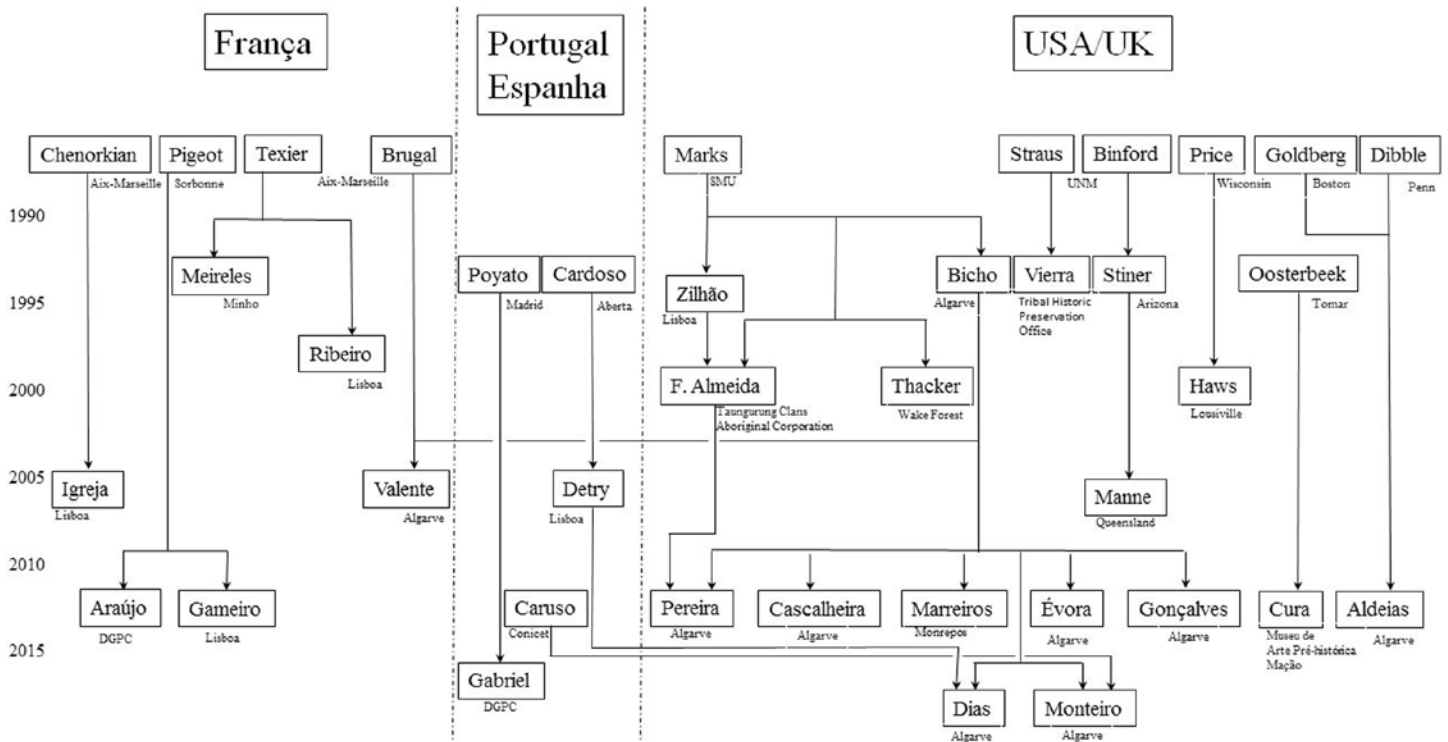 França
Portugal
Espanha
USA/UK
Chenorkian
Aix-Marseille
Pigeot
Sorbonne
Texier
Aix-Marseille
Brugal
Marks
SMU
Straus
UNM
Binford
Price
Wisconsin
Goldberg
Boston
Dibble
Penn
1990
Meireles
Minho
Poyato
Madrid
Cardoso
Aberta
Zilhão
Lisboa
Bicho
Algarve
Vierra
Tribal Historic
Preservation
Office
Stiner
Arizona
Oosterbeek
Tomar
1995
Ribeiro
Lisboa
F. Almeida
Taungurung Clans
Aboriginal Corporation
Thacker
Wake Forest
Haws
Lousiville
2000
2005
Igreja
Lisboa
Valente
Algarve
Detry
Lisboa
Manne
Queensland
2010
Araújo
DGPC
Gameiro
Lisboa
Caruso
Conicet
Pereira
Algarve
Cascalheira
Algarve
Marreiros
Monrepos
Évora
Algarve
Gonçalves
Algarve
Cura
Museu de
Arte Pré-histórica
Mação
Aldeias
Algarve
2015
Gabriel
DGPC
Dias
Algarve
Monteiro
Algarve